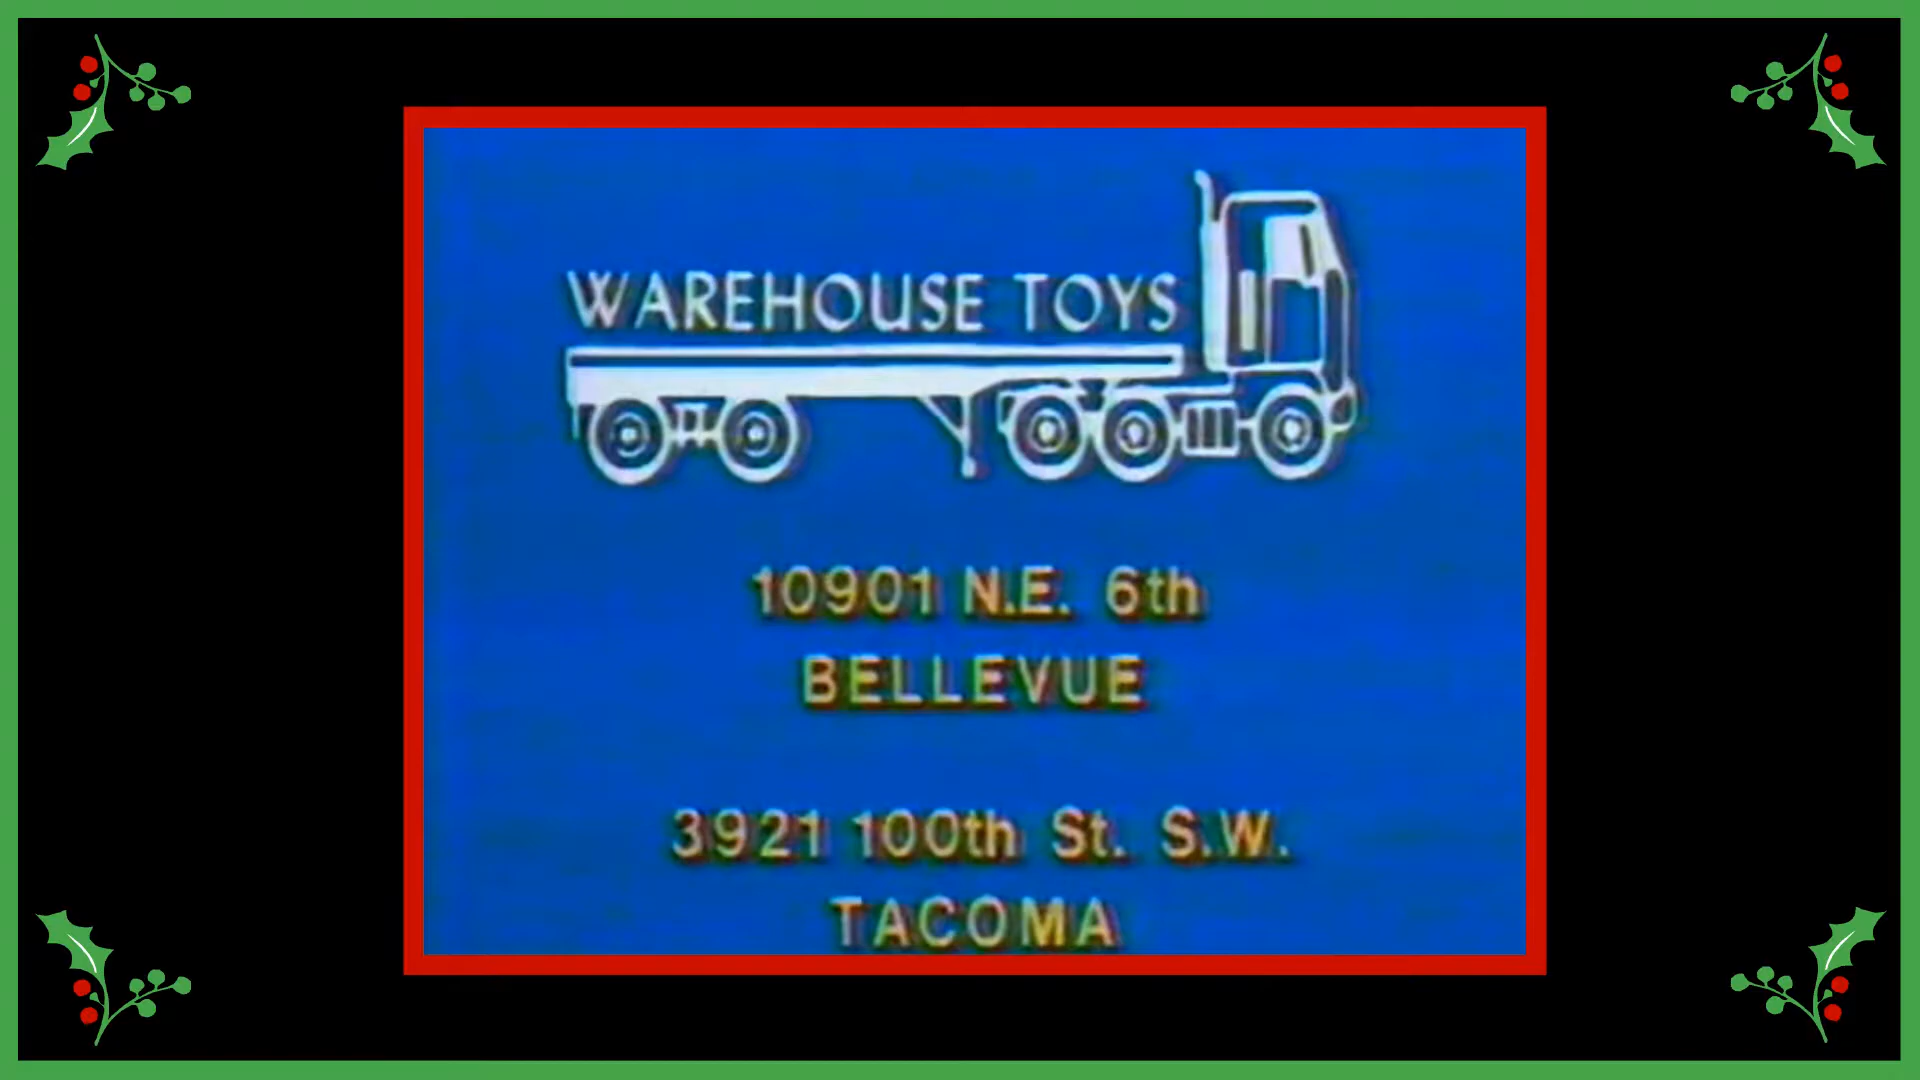 WAREHOUSE TOYS
10901 N.E. 6th
BELLEVUE
3921 100th St. S.W.
TACOMA